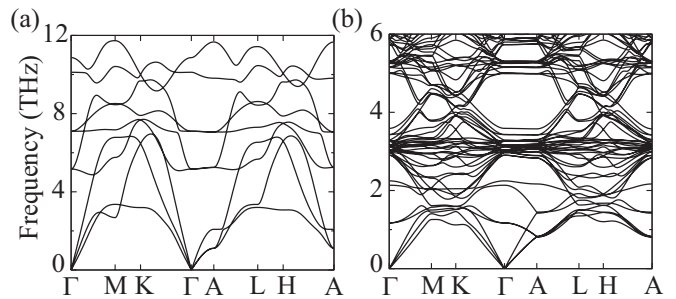 (a)
12
8
4
0
Frequency (THz)
Γ M K Γ A L H A
(b)
6
4
2
0
Γ M K Γ A L H A